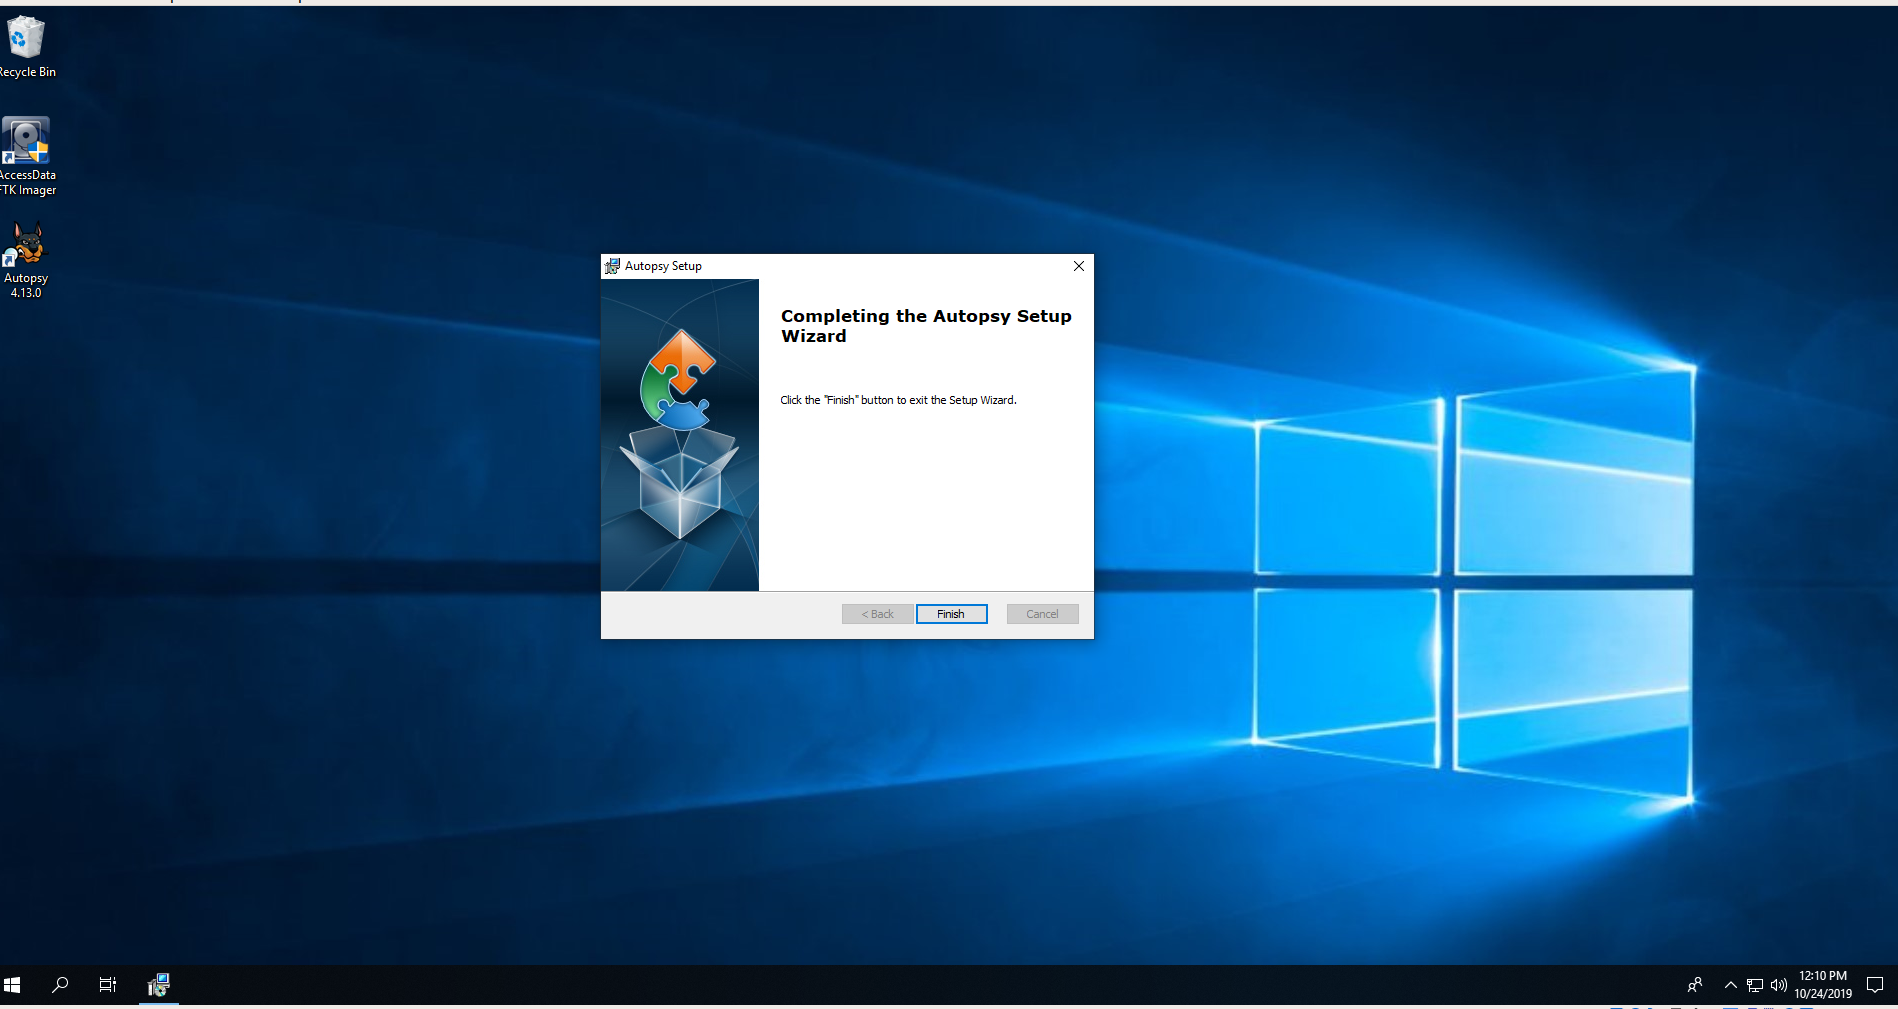 Recycle Bin
AccessData
FTK Imager
Autopsy
4.13.0
Autopsy Setup
Completing the Autopsy Setup
Wizard
Click the "Finish" button to exit the Setup Wizard.
< Back
Finish
Cancel
12:10 PM
10/24/2019